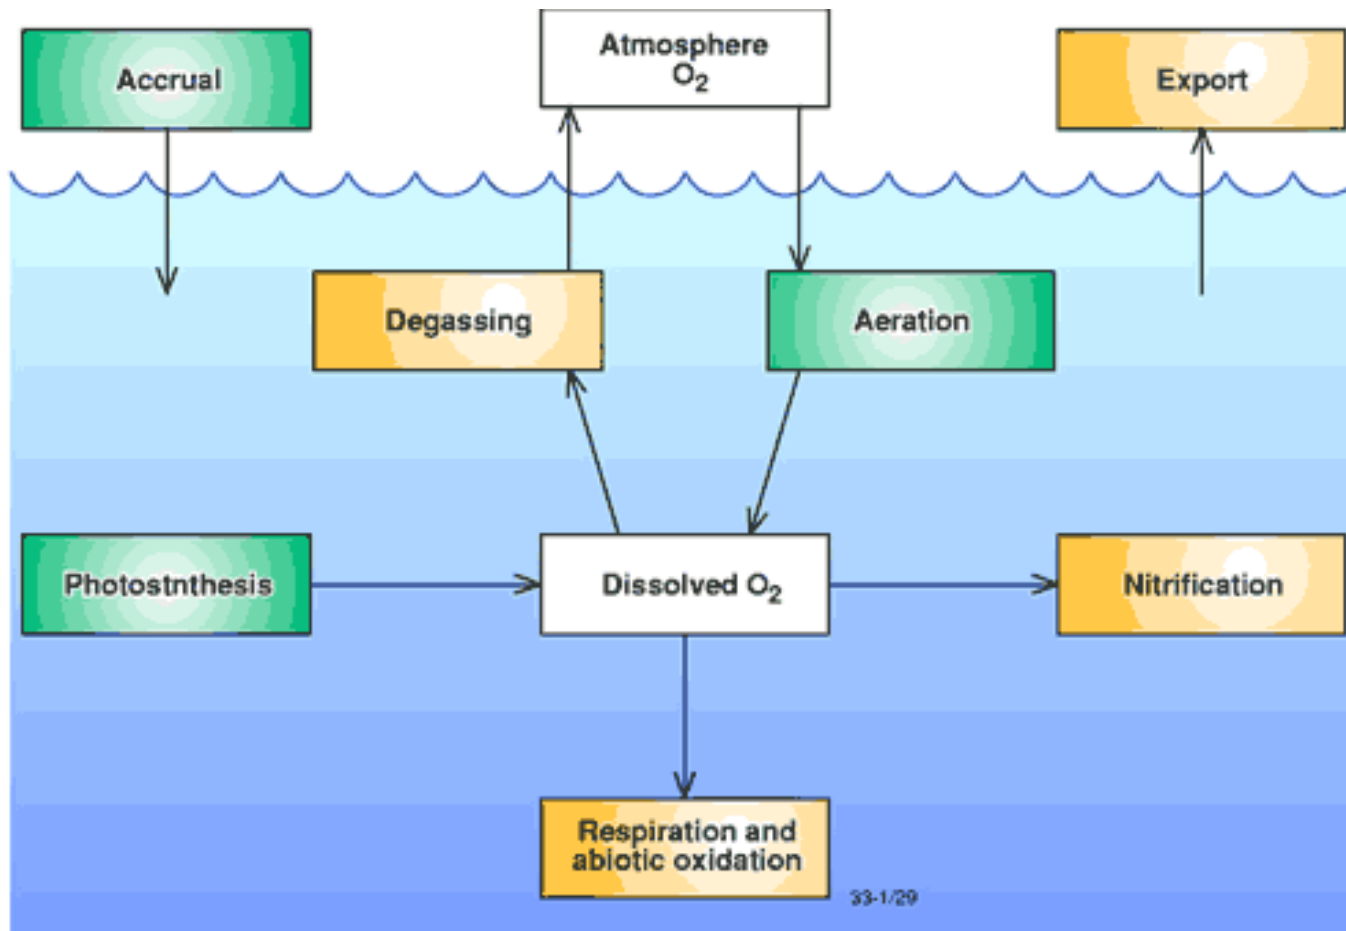 Accrual
Atmosphere
O2
Export
Degassing
Aeration
Photostnthesis
Dissolved O2
Nitrification
Respiration and
abiotic oxidation
33-1/29